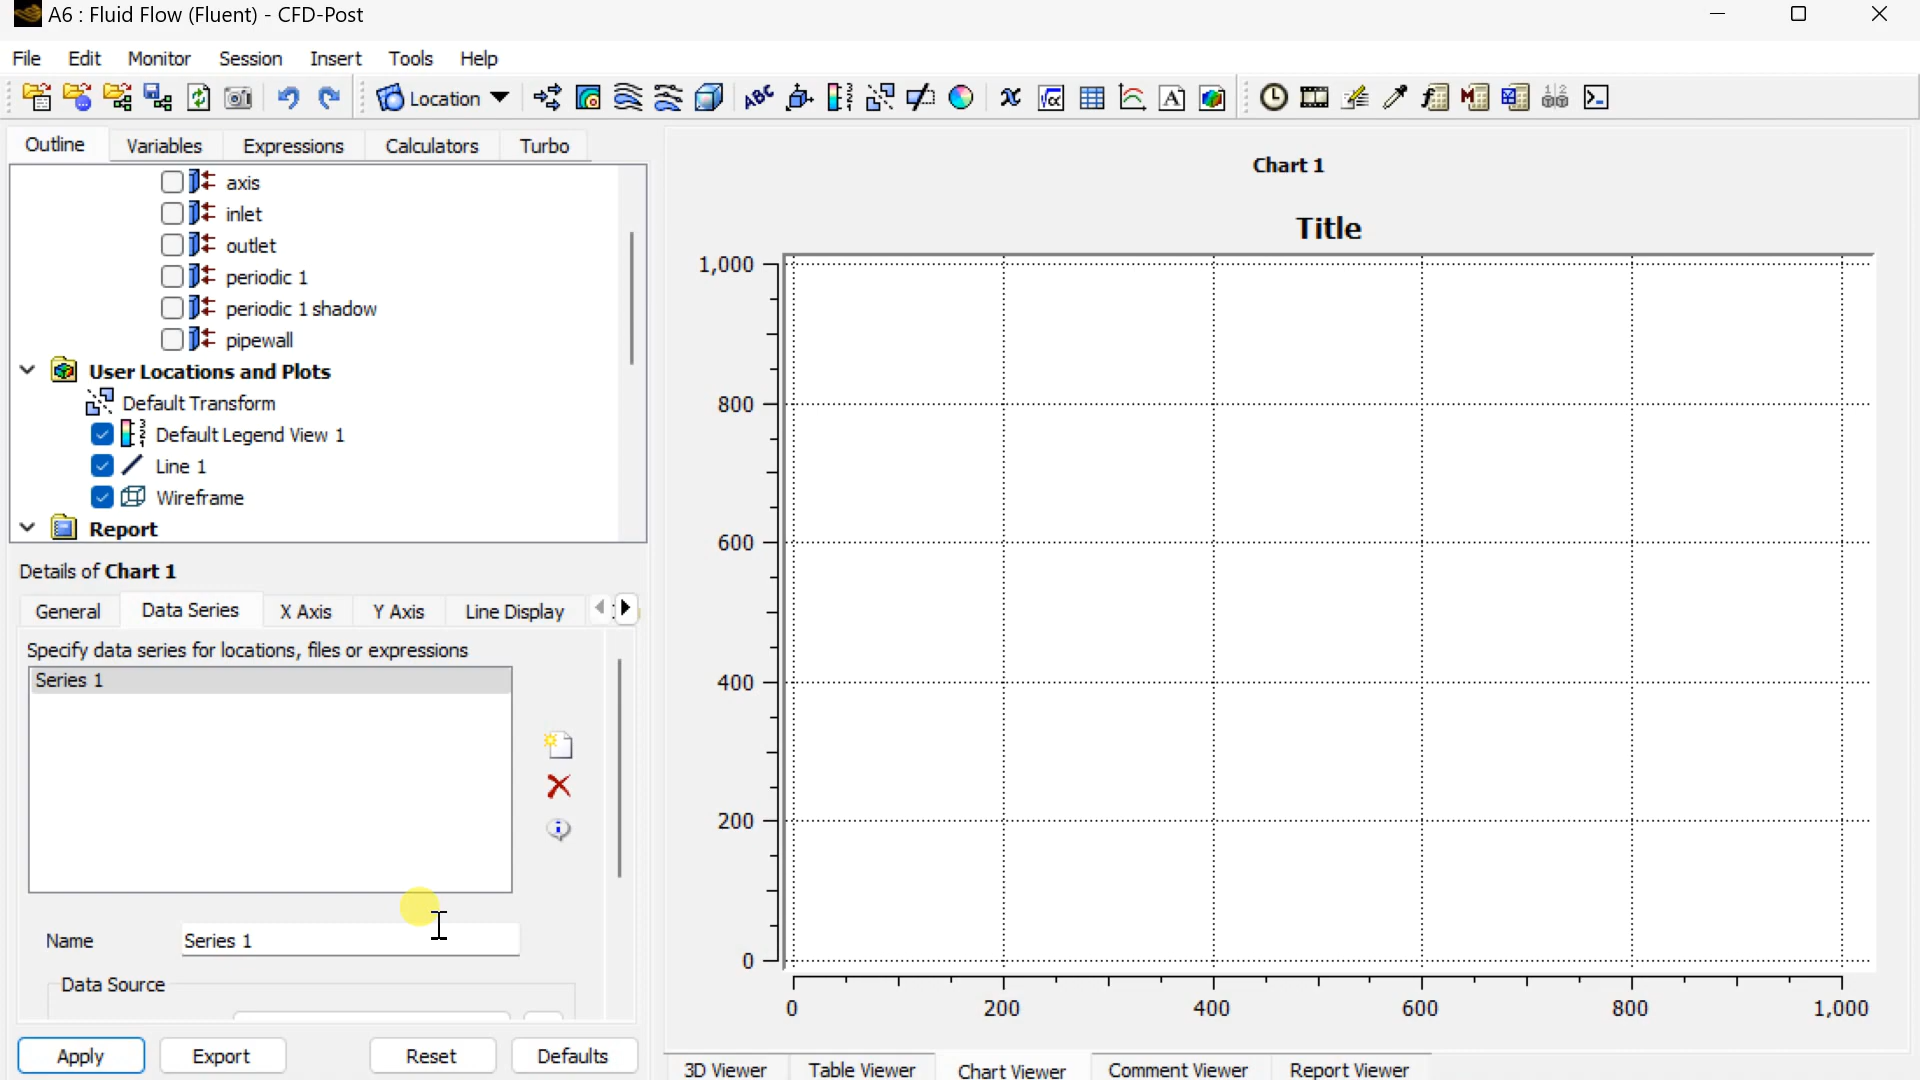 A6 : Fluid Flow (Fluent) - CFD-Post
File Edit Monitor Session Insert Tools Help
Location
Outline Variables Expressions Calculators Turbo
axis
inlet
outlet
periodic 1
periodic 1 shadow
pipewall
User Locations and Plots
Default Transform
Default Legend View 1
Line 1
Wireframe
Report
Details of Chart 1
General Data Series X Axis Y Axis Line Display
Specify data series for locations, files or expressions
Series 1
Name Series 1
Data Source
Apply Export Reset Defaults
Chart 1
Title
1,000
800
600
400
200
0
0 200 400 600 800 1,000
3D Viewer Table Viewer Chart Viewer Comment Viewer Report Viewer